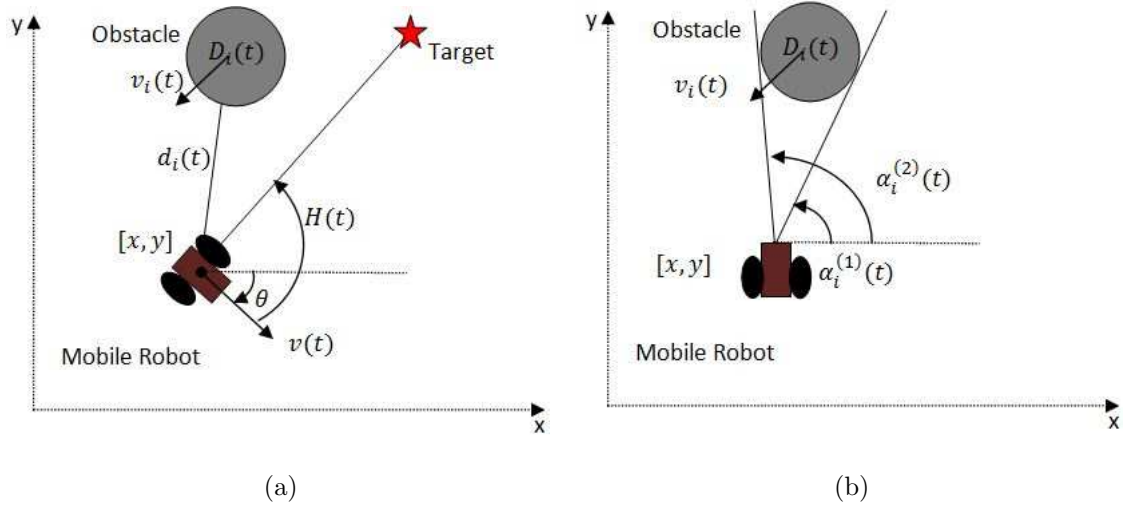 y
Obstacle
D_i(t)
Target
v_i(t)
d_i(t)
H(t)
[x, y]
θ
v(t)
Mobile Robot
x
(a)
y
Obstacle
D_i(t)
v_i(t)
α_i^(2)(t)
[x, y]
α_i^(1)(t)
Mobile Robot
x
(b)